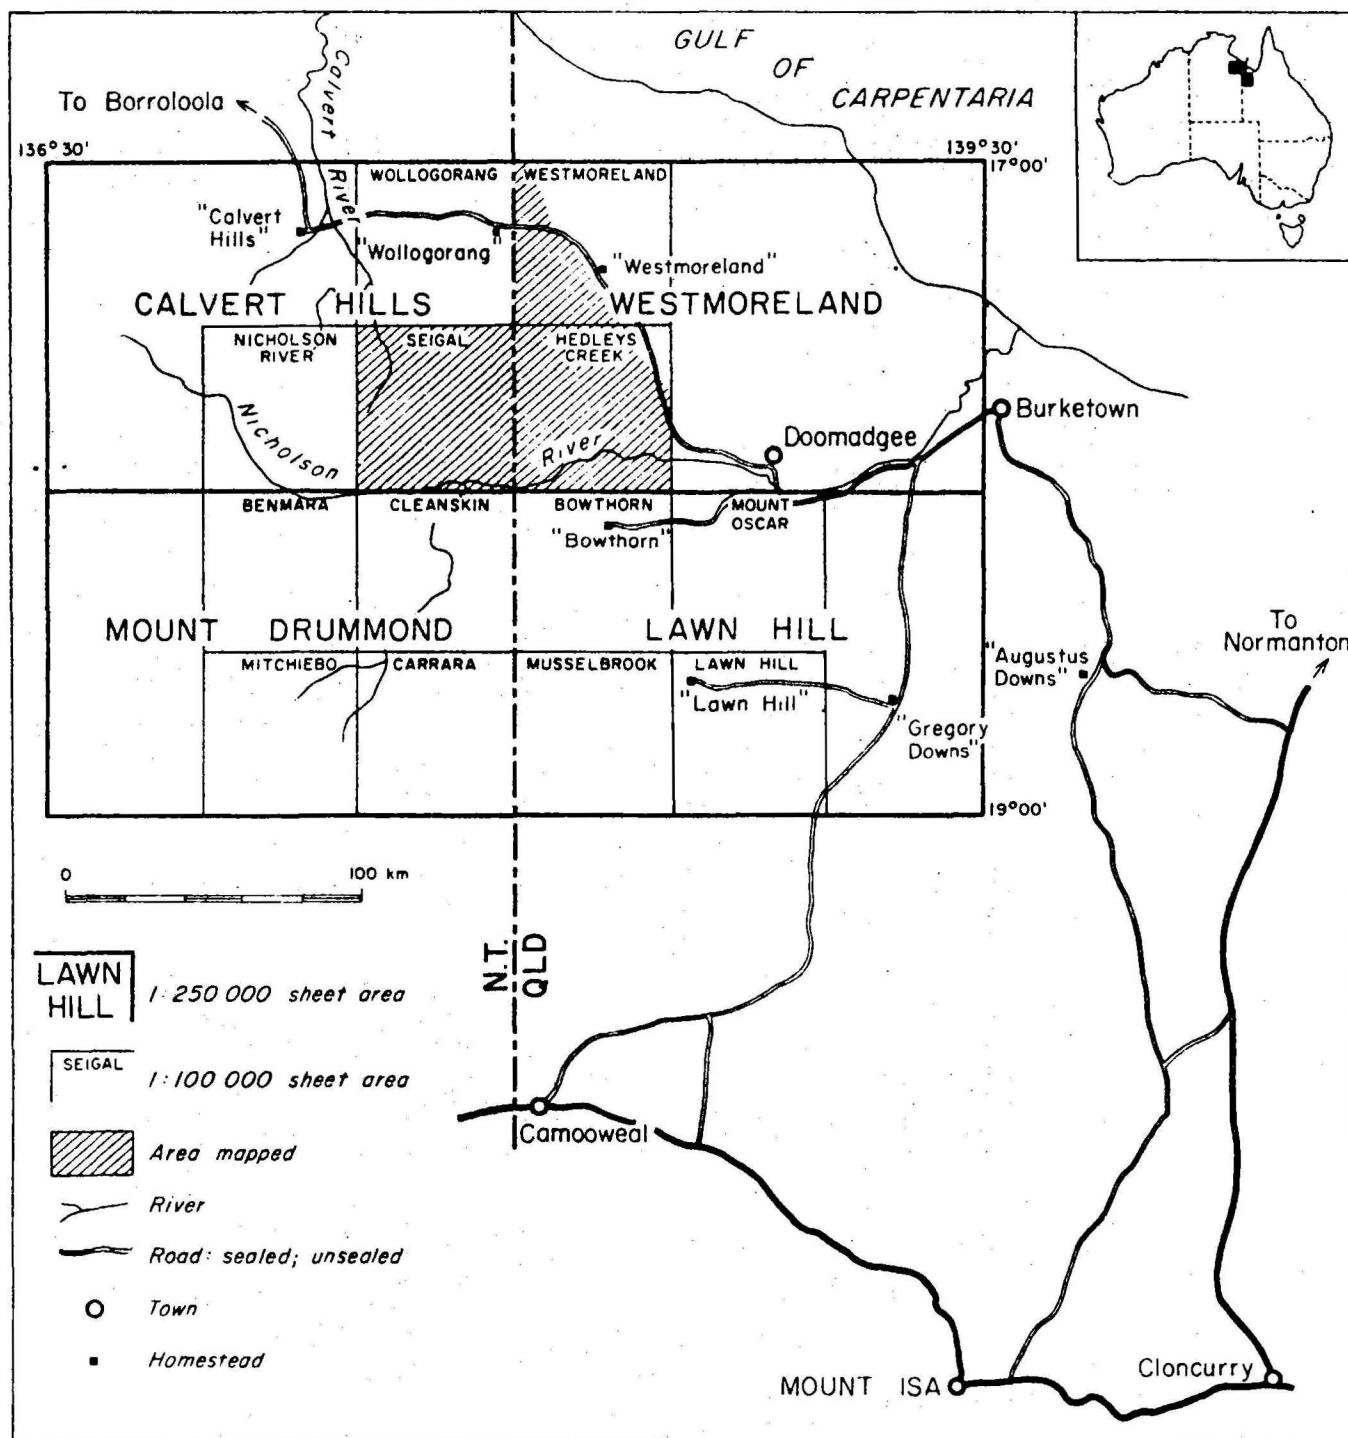 GULF
OF
CARPENTARIA
Calvert
River
To Borroloola
136°30'
139°30'
17°00'
WOLLOGORANG
WESTMORELAND
"Calvert
Hills"
"Wollogorang"
"Westmoreland"
CALVERT HILLS
WESTMORELAND
NICHOLSON
RIVER
SEIGAL
HEDLEYS
CREEK
Nicholson
River
Doomadgee
Burketown
BENMARA
CLEANSKIN
BOWTHORN
MOUNT
OSCAR
"Bowthorn"
MOUNT DRUMMOND
LAWN HILL
To
Normanton
MITCHIEBO
CARRARA
MUSSELBROOK
LAWN HILL
"Augustus
Downs"
"Lawn Hill"
"Gregory
Downs"
19°00'
0
100 km
N.T.
QLD
LAWN
HILL
1:250 000 sheet area
SEIGAL
1:100 000 sheet area
Area mapped
River
Road: sealed; unsealed
Town
Homestead
Camooweal
MOUNT ISA
Cloncurry